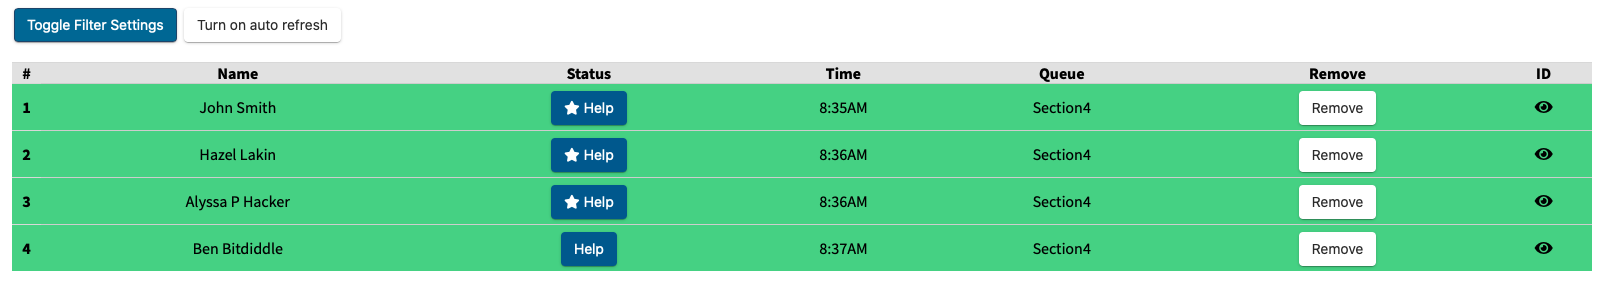 Toggle Filter Settings Turn on auto refresh
# Name Status Time Queue Remove ID
1 John Smith Help 8:35AM Section4 Remove
2 Hazel Lakin Help 8:36AM Section4 Remove
3 Alyssa P Hacker Help 8:36AM Section4 Remove
4 Ben Bitdiddle Help 8:37AM Section4 Remove